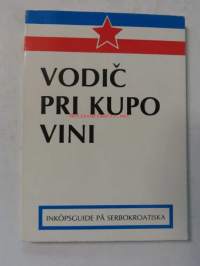 VODIČ
PRI KUPO
VINI
INKÖPSGUIDE PÅ SERBOKROATISKA